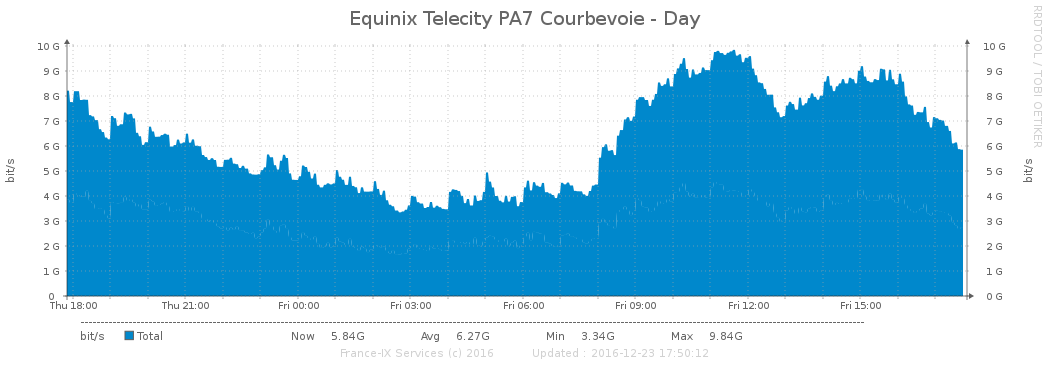 Equinix Telecity PA7 Courbevoie - Day
RRDTOOL / TOBI OETIKER
bit/s
10 G
9 G
8 G
7 G
6 G
5 G
4 G
3 G
2 G
1 G
0
10 G
9 G
8 G
7 G
6 G
5 G
4 G
3 G
2 G
1 G
0 G
bit/s
Thu 18:00 Thu 21:00 Fri 00:00 Fri 03:00 Fri 06:00 Fri 09:00 Fri 12:00 Fri 15:00
bit/s Total Now 5.84G Avg 6.27G Min 3.34G Max 9.84G
France-IX Services (c) 2016 Updated : 2016-12-23 17:50:12